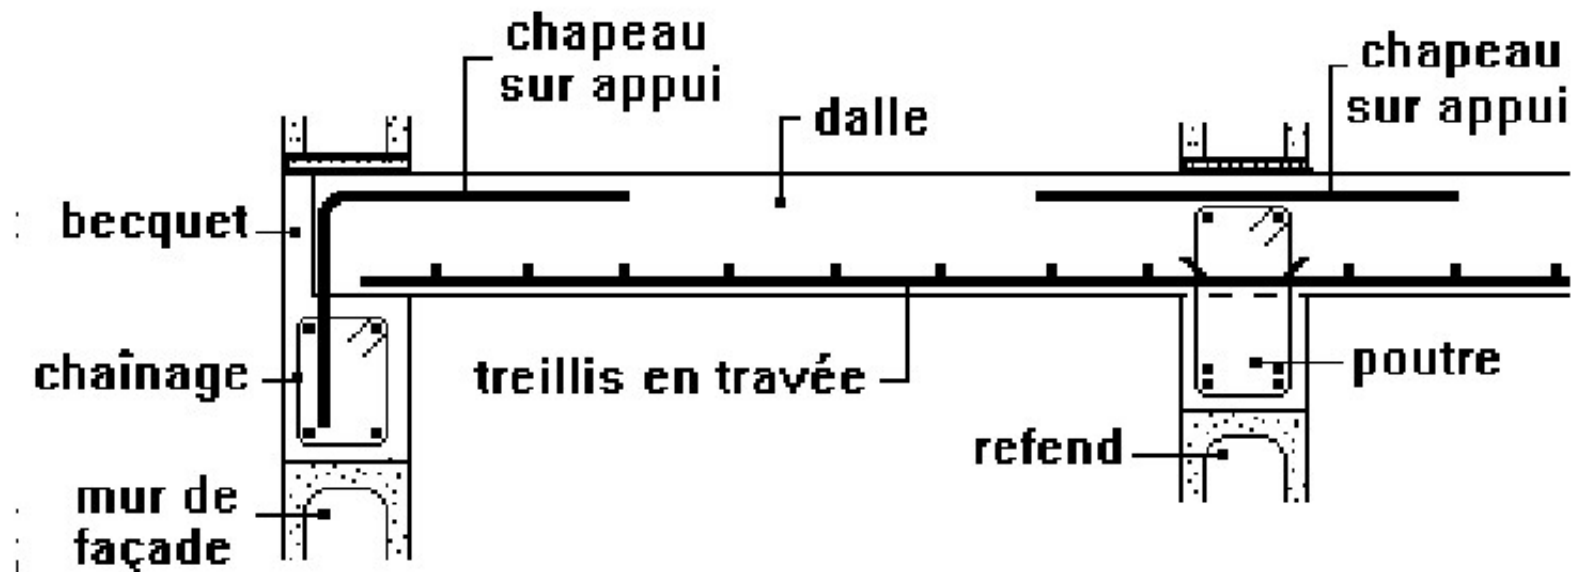 chapeau
sur appui
chapeau
sur appui
dalle
becquet
chaînage
treillis en travée
poutre
refend
mur de
façade